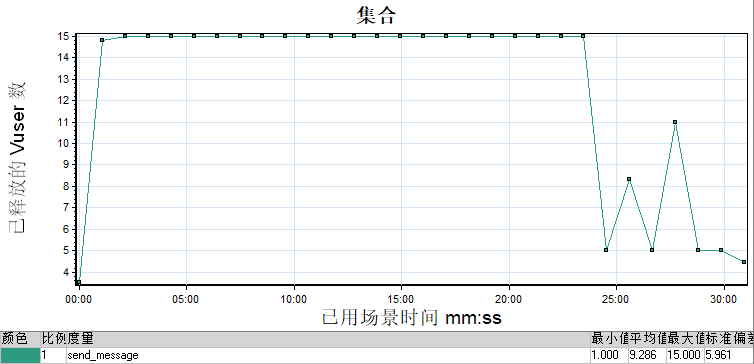 集合
已释放的 Vuser 数
15
14
13
12
11
10
9
8
7
6
5
4
00:00 05:00 10:00 15:00 20:00 25:00 30:00
已用场景时间 mm:ss
颜色 比例 度量 最小值 平均值 最大值 标准偏差
1 send_message 1.000 9.286 15.000 5.961